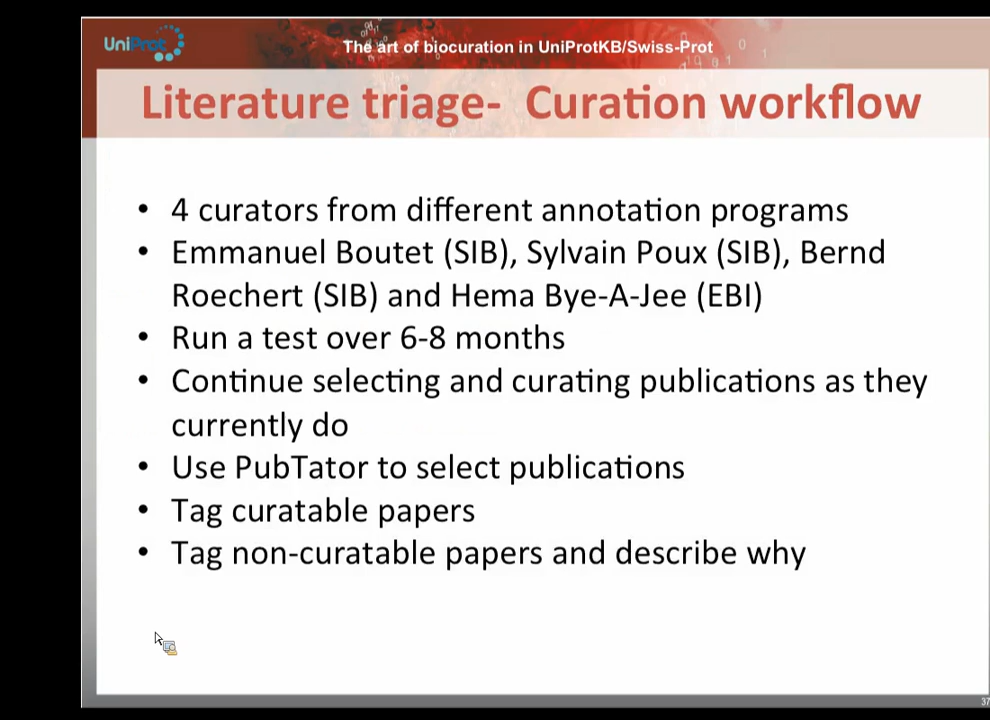 UniProt
The art of biocuration in UniProtKB/Swiss-Prot
Literature triage- Curation workflow
• 4 curators from different annotation programs
• Emmanuel Boutet (SIB), Sylvain Poux (SIB), Bernd
Roechert (SIB) and Hema Bye-A-Jee (EBI)
• Run a test over 6-8 months
• Continue selecting and curating publications as they
currently do
• Use PubTator to select publications
• Tag curatable papers
• Tag non-curatable papers and describe why
37